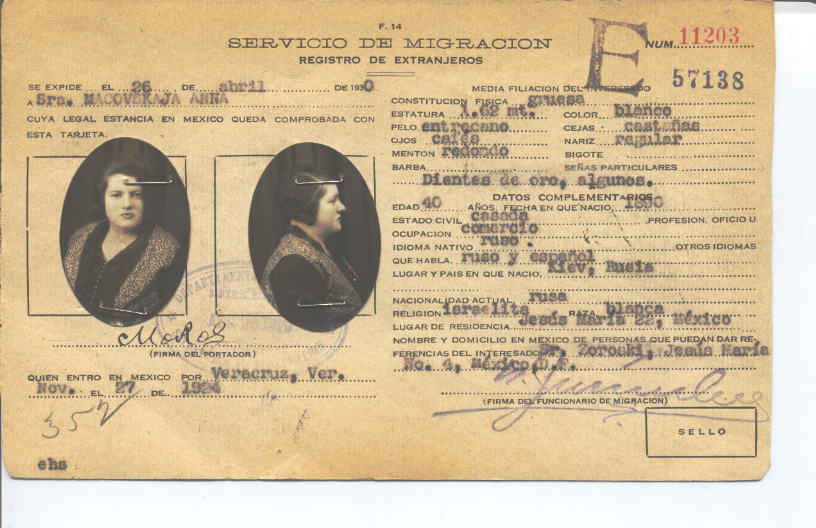 F. 14
SERVICIO DE MIGRACION
REGISTRO DE EXTRANJEROS
E
NUM. 11203
57138
SE EXPIDE EL 26 DE abril DE 1930
A Sra. MACOVSKAJA ANNA
CUYA LEGAL ESTANCIA EN MEXICO QUEDA COMPROBADA CON
ESTA TARJETA.
(FIRMA DEL PORTADOR)
QUIEN ENTRO EN MEXICO POR Veracruz, Ver.
Nov. EL 27 DE 1924
352
ehs
MEDIA FILIACION DEL INTERESADO
CONSTITUCION FISICA gruesa
ESTATURA 1.62 mt. COLOR blanco
PELO entrecano CEJAS castañas
OJOS cafés NARIZ regular
MENTON redondo BIGOTE
BARBA SEÑAS PARTICULARES
Dientes de oro, algunos.
DATOS COMPLEMENTARIOS
EDAD 40 AÑOS, FECHA EN QUE NACIO, 1890
ESTADO CIVIL casada ,PROFESION, OFICIO U
OCUPACION comercio
IDIOMA NATIVO ruso. OTROS IDIOMAS
QUE HABLA, ruso y español
LUGAR Y PAIS EN QUE NACIO, Kiev, Rusia
NACIONALIDAD ACTUAL rusa
RELIGION israelita RAZA blanca
LUGAR DE RESIDENCIA Jesús María 22, México
NOMBRE Y DOMICILIO EN MEXICO DE PERSONAS QUE PUEDAN DAR RE-
FERENCIAS DEL INTERESADO Sr. Zoroski, Jesús María
No. 4, México, D.F.
(FIRMA DEL FUNCIONARIO DE MIGRACION)
SELLO